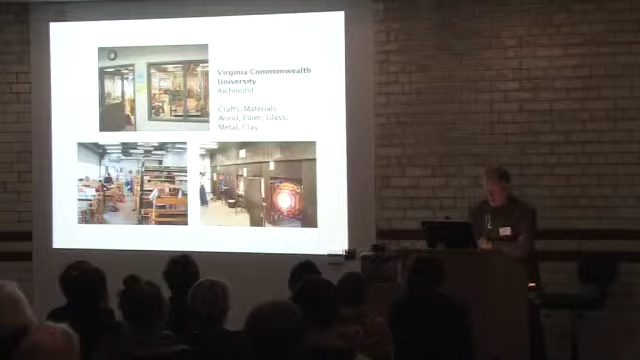 Virginia Commonwealth
University
Richmond
Crafts, Materials
Wood, Fiber, Glass,
Metal, Clay